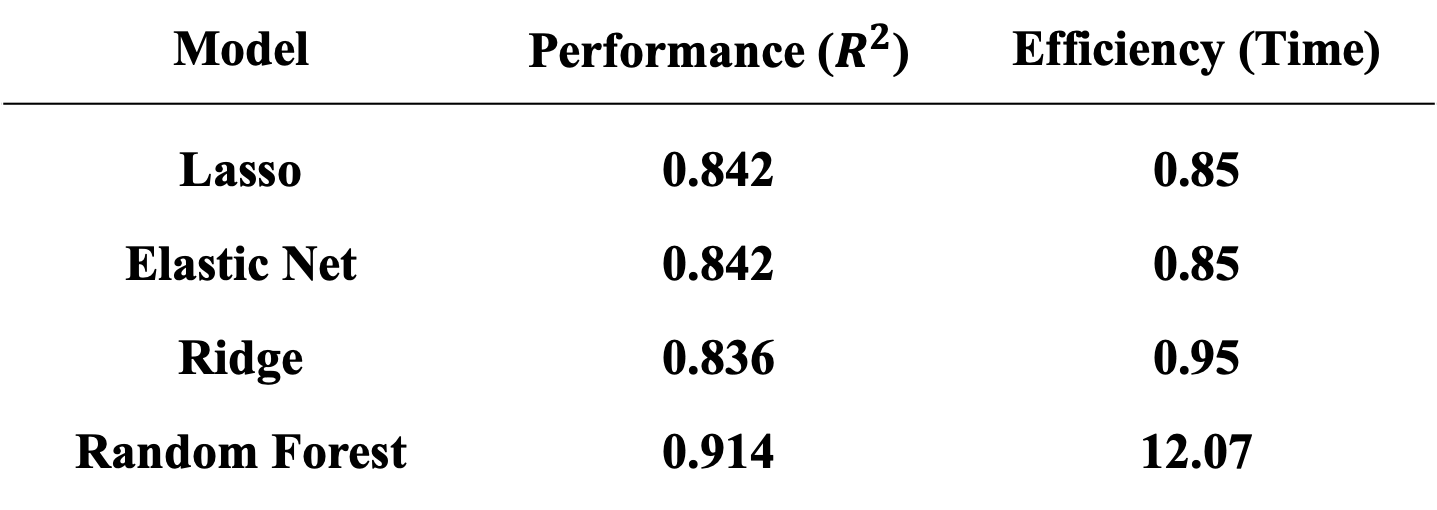 Model Performance (R²) Efficiency (Time)
Lasso 0.842 0.85
Elastic Net 0.842 0.85
Ridge 0.836 0.95
Random Forest 0.914 12.07